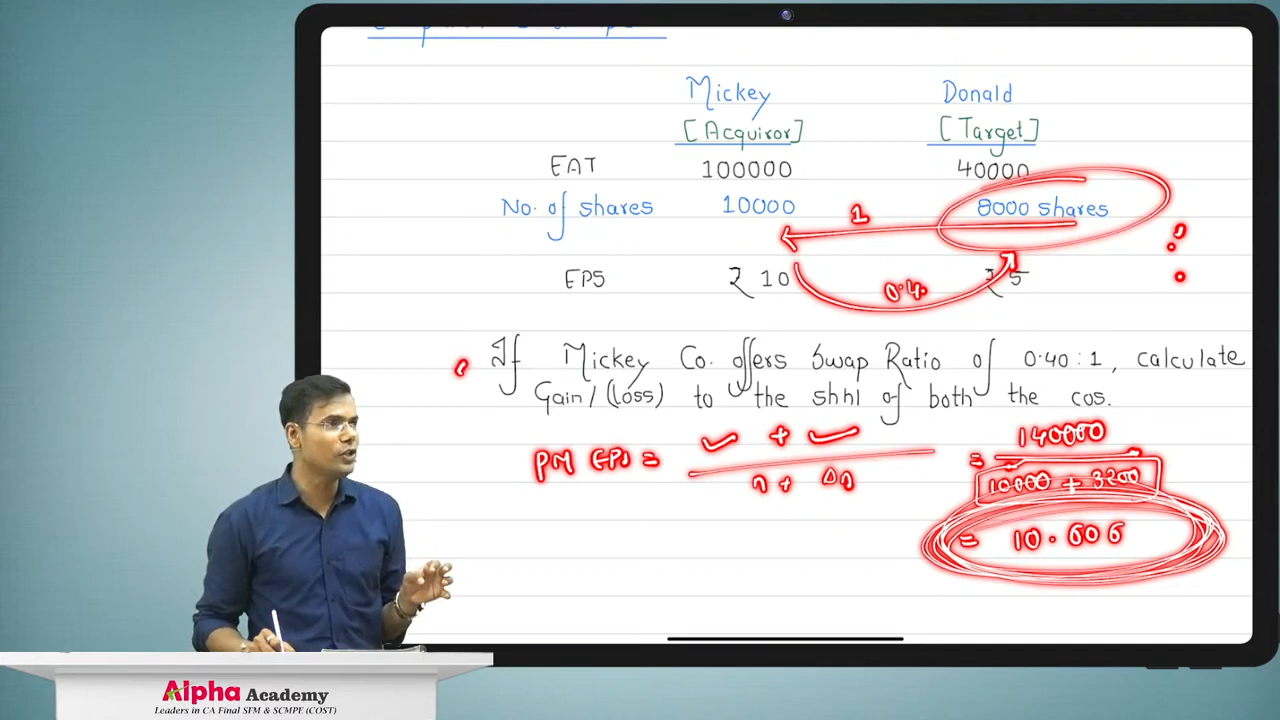 Mickey Donald
[Acquiror] [Target]
EAT 100000 40000
No. of shares 10000 8000 shares
1
EPS ₹ 10 ₹ 5
0.4
If Mickey Co. offers Swap Ratio of 0.40 : 1, calculate
Gain/(loss) to the shhl of both the cos.
PM EPS = ✓ + ✓ / n + Δn = 140000 / 10000 + 3200
= 10.606
Alpha Academy
Leaders in CA Final SFM & SCMPE (COST)